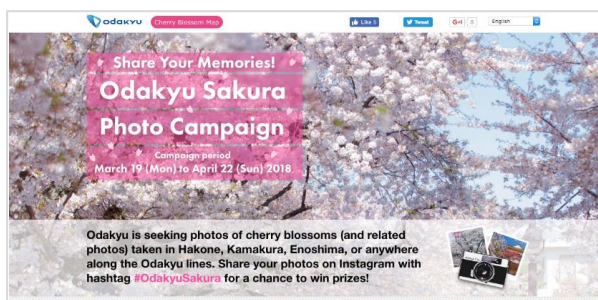 ODAKYU Cherry Blossom Map Like 5 Tweet G+1 8 English
Share Your Memories!
Odakyu Sakura
Photo Campaign
Campaign period
March 19 (Mon) to April 22 (Sun) 2018
Odakyu is seeking photos of cherry blossoms (and related
photos) taken in Hakone, Kamakura, Enoshima, or anywhere
along the Odakyu lines. Share your photos on Instagram with
hashtag #OdakyuSakura for a chance to win prizes!